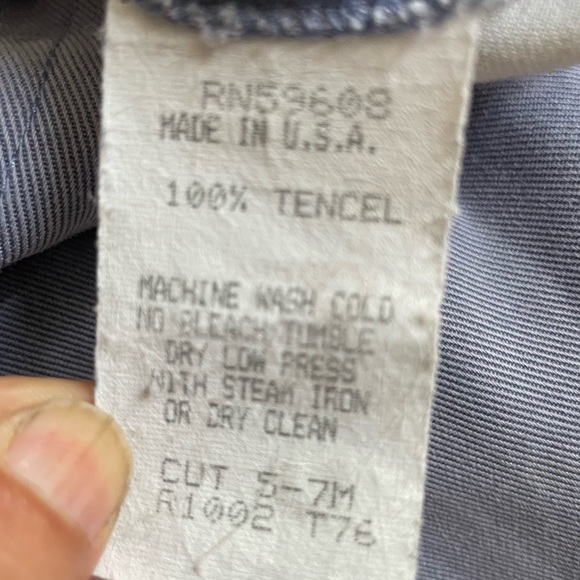 RN59608
MADE IN U.S.A.
100% TENCEL
MACHINE WASH COLD
NO BLEACH TUMBLE
DRY LOW PRESS
WITH STEAM IRON
OR DRY CLEAN
CUT 5-7M
R1002 T76